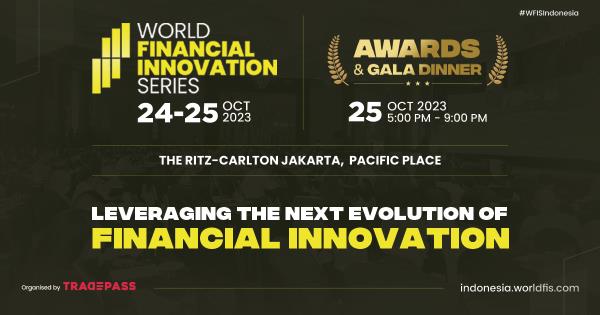 #WFISIndonesia
WORLD
FINANCIAL
INNOVATION
SERIES
24-25 OCT
2023
AWARDS
& GALA DINNER
25 OCT 2023
5:00 PM - 9:00 PM
THE RITZ-CARLTON JAKARTA, PACIFIC PLACE
LEVERAGING THE NEXT EVOLUTION OF
FINANCIAL INNOVATION
Organised by TRADEPASS
indonesia.worldfis.com